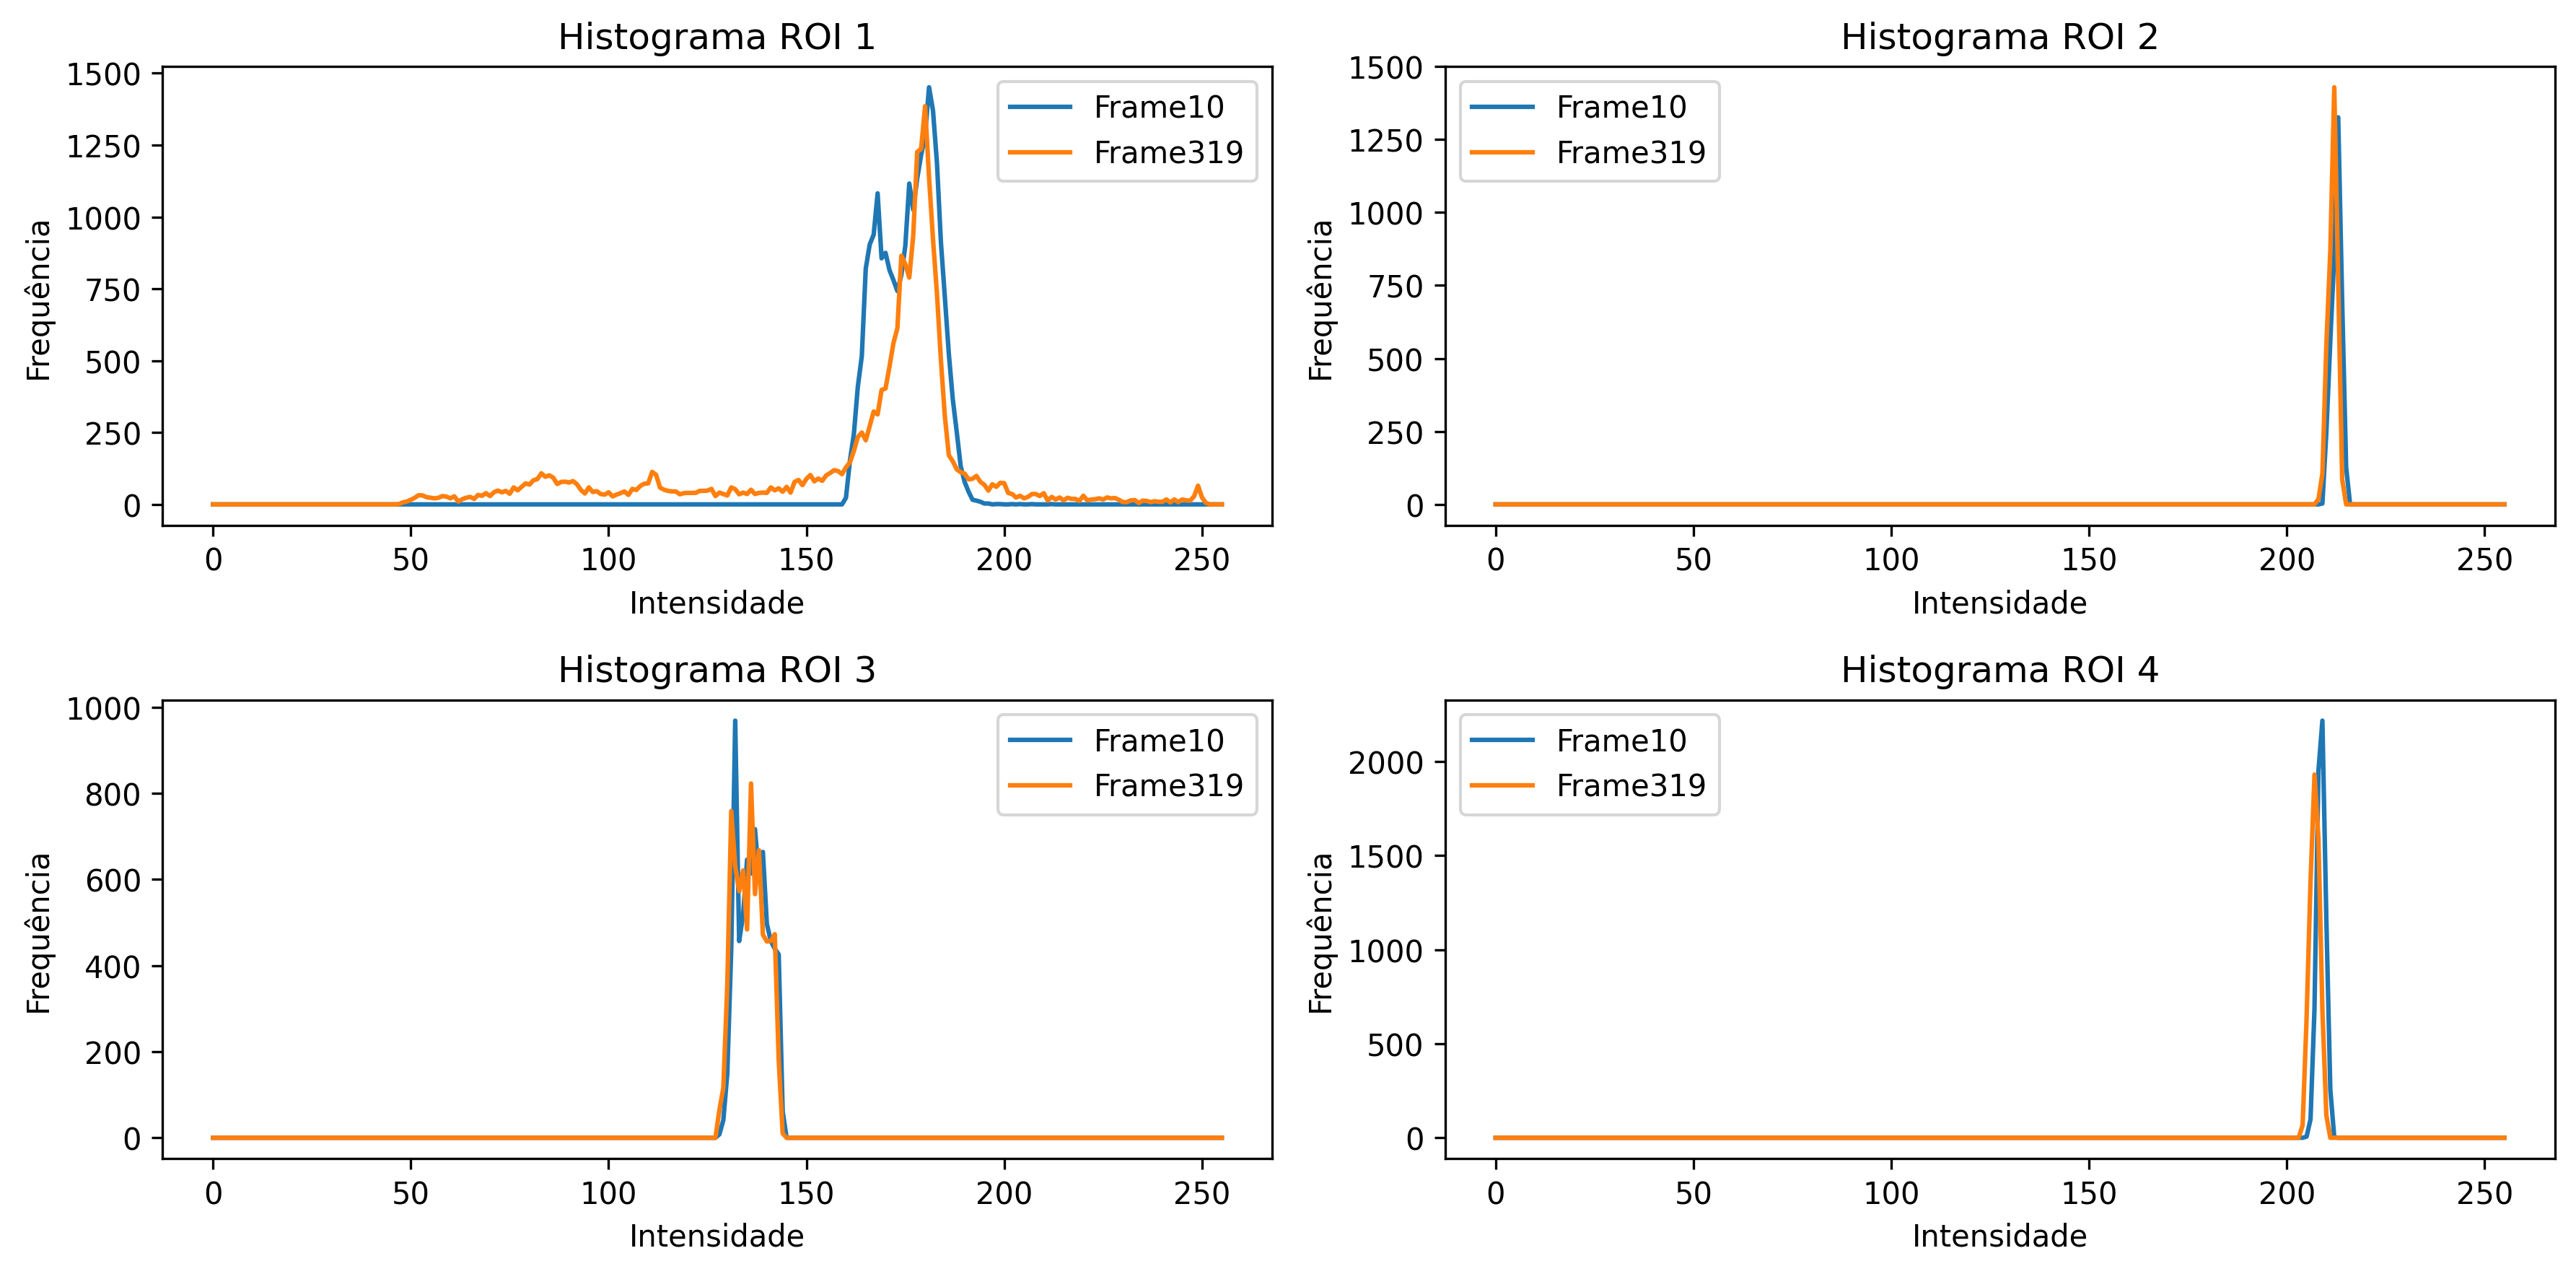 Histograma ROI 1
1500
1250
1000
750
500
250
0
Frequência
0 50 100 150 200 250
Intensidade
Frame10
Frame319
Histograma ROI 2
1500
1250
1000
750
500
250
0
Frequência
0 50 100 150 200 250
Intensidade
Frame10
Frame319
Histograma ROI 3
1000
800
600
400
200
0
Frequência
0 50 100 150 200 250
Intensidade
Frame10
Frame319
Histograma ROI 4
2000
1500
1000
500
0
Frequência
0 50 100 150 200 250
Intensidade
Frame10
Frame319